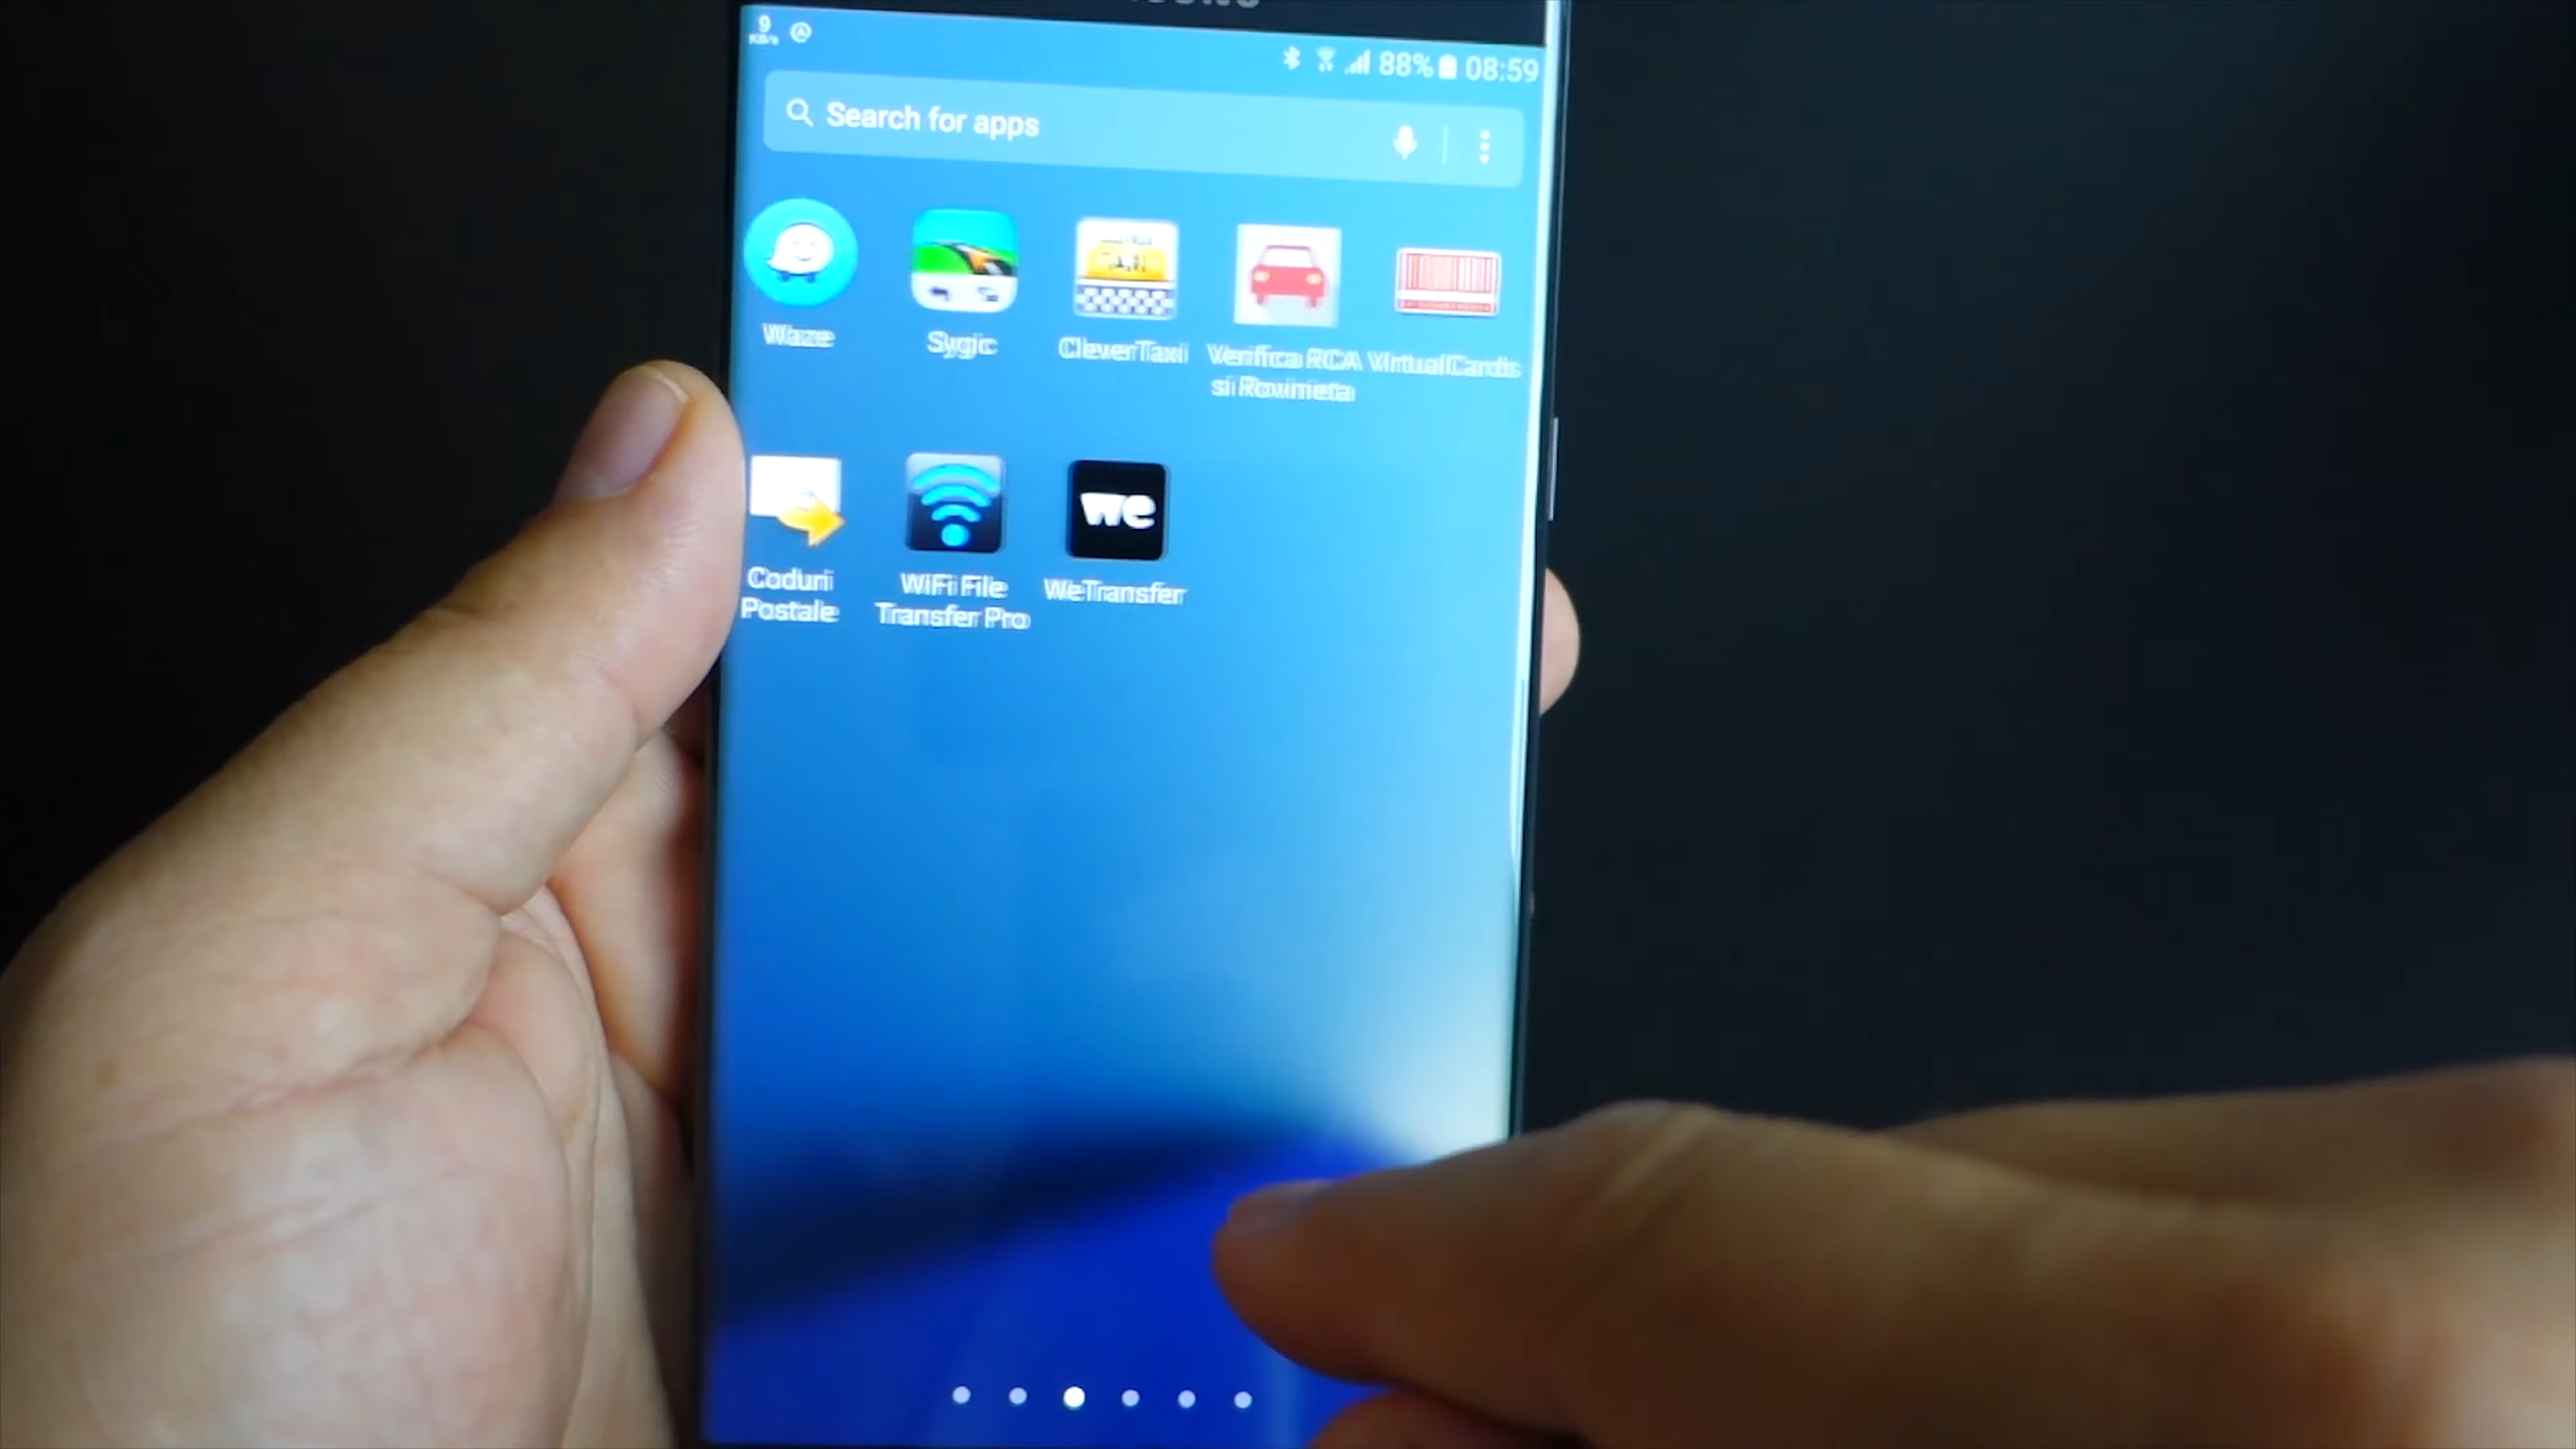 9
KB/s
88% 08:59
Search for apps
Waze
Sygic
CleverTaxi
Verifica RCA
si Rovinieta
VirtualCards
we
Coduri
Postale
WiFi File
Transfer Pro
WeTransfer